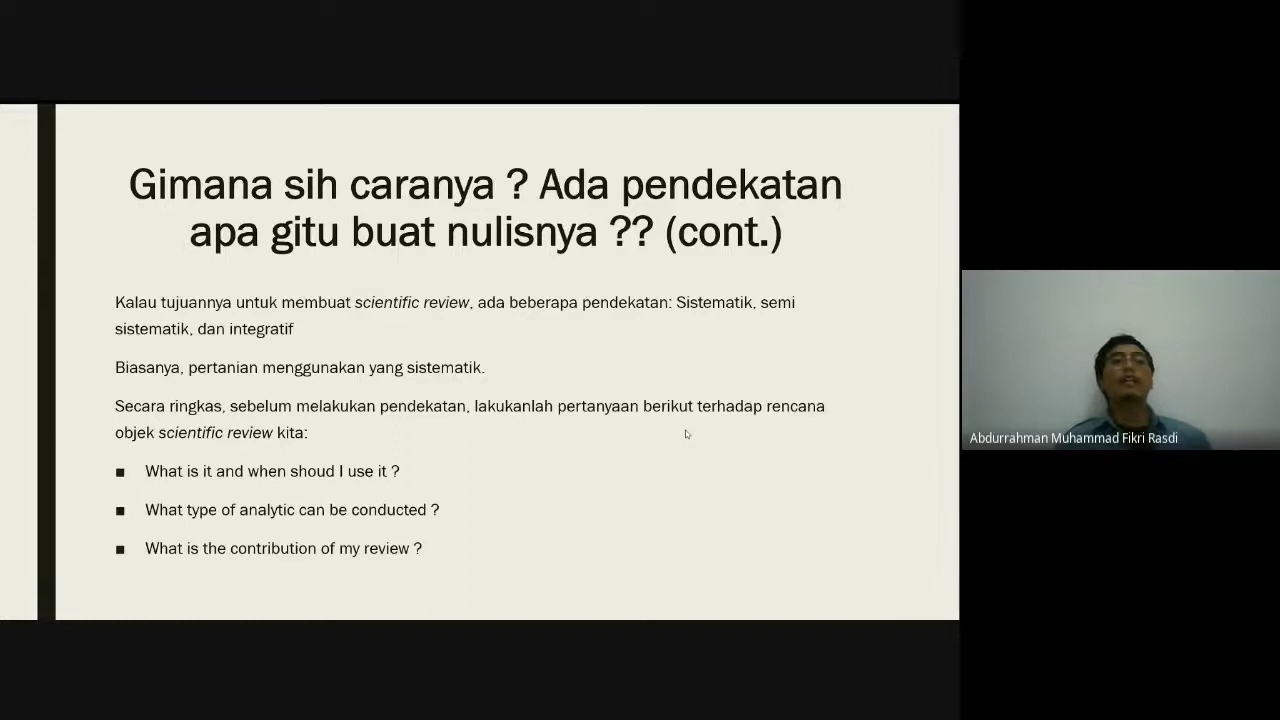 Gimana sih caranya ? Ada pendekatan
apa gitu buat nulisnya ?? (cont.)
Kalau tujuannya untuk membuat scientific review, ada beberapa pendekatan: Sistematik, semi
sistematik, dan integratif
Biasanya, pertanian menggunakan yang sistematik.
Secara ringkas, sebelum melakukan pendekatan, lakukanlah pertanyaan berikut terhadap rencana
objek scientific review kita:
■ What is it and when shoud I use it ?
■ What type of analytic can be conducted ?
■ What is the contribution of my review ?
Abdurrahman Muhammad Fikri Rasdi